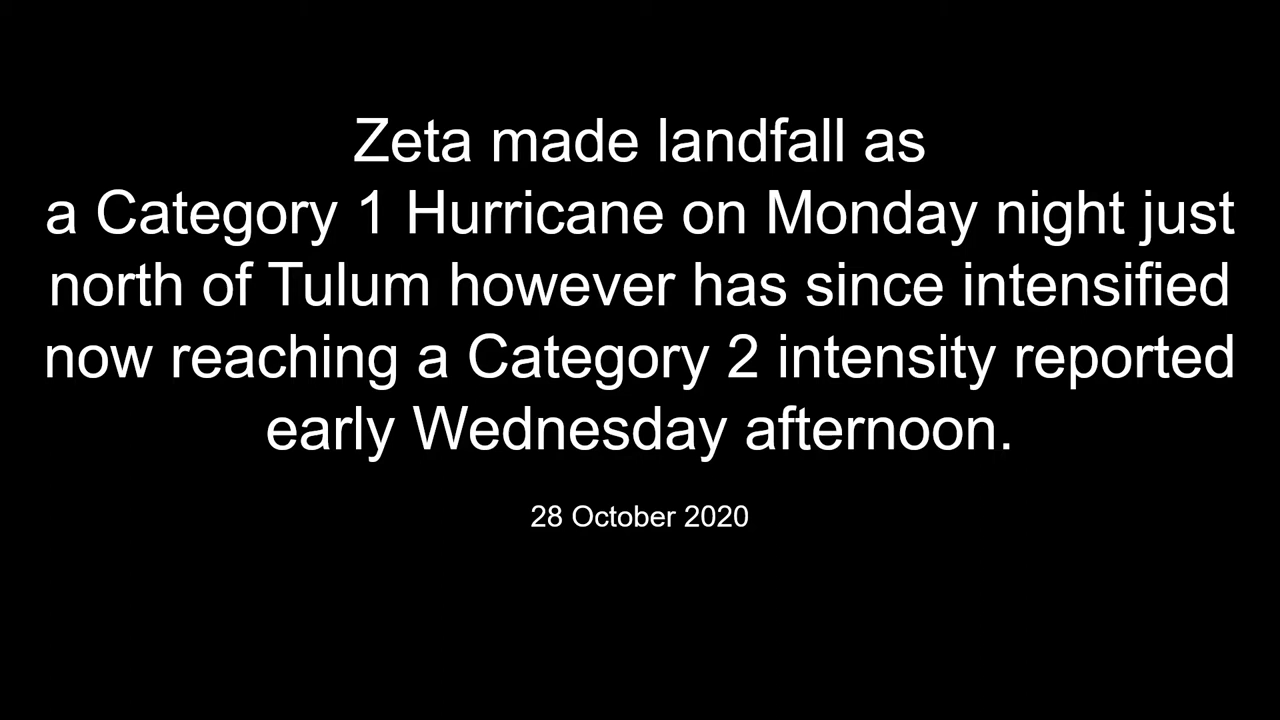 Zeta made landfall as
a Category 1 Hurricane on Monday night just
north of Tulum however has since intensified
now reaching a Category 2 intensity reported
early Wednesday afternoon.
28 October 2020